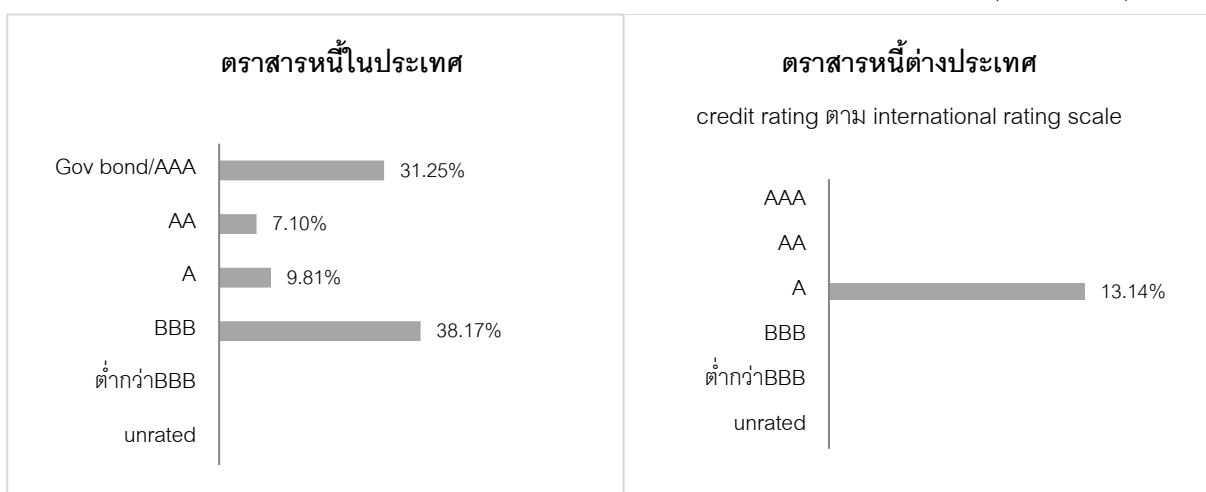 ตราสารหนี้ในประเทศ
Gov bond/AAA 31.25%
AA 7.10%
A 9.81%
BBB 38.17%
ต่ำกว่าBBB
unrated
ตราสารหนี้ต่างประเทศ
credit rating ตาม international rating scale
AAA
AA
A 13.14%
BBB
ต่ำกว่าBBB
unrated